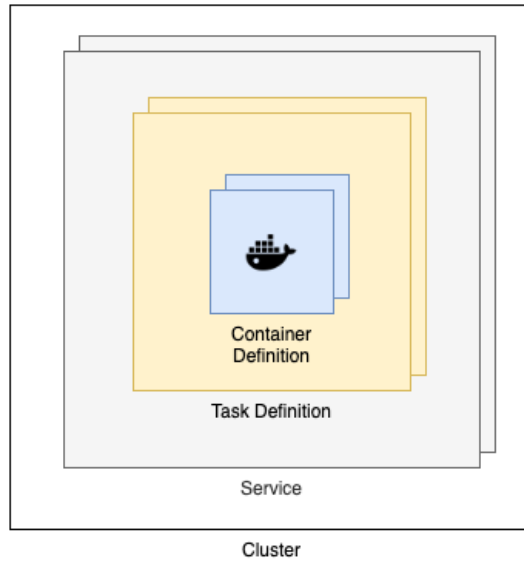 Container
Definition
Task Definition
Service
Cluster